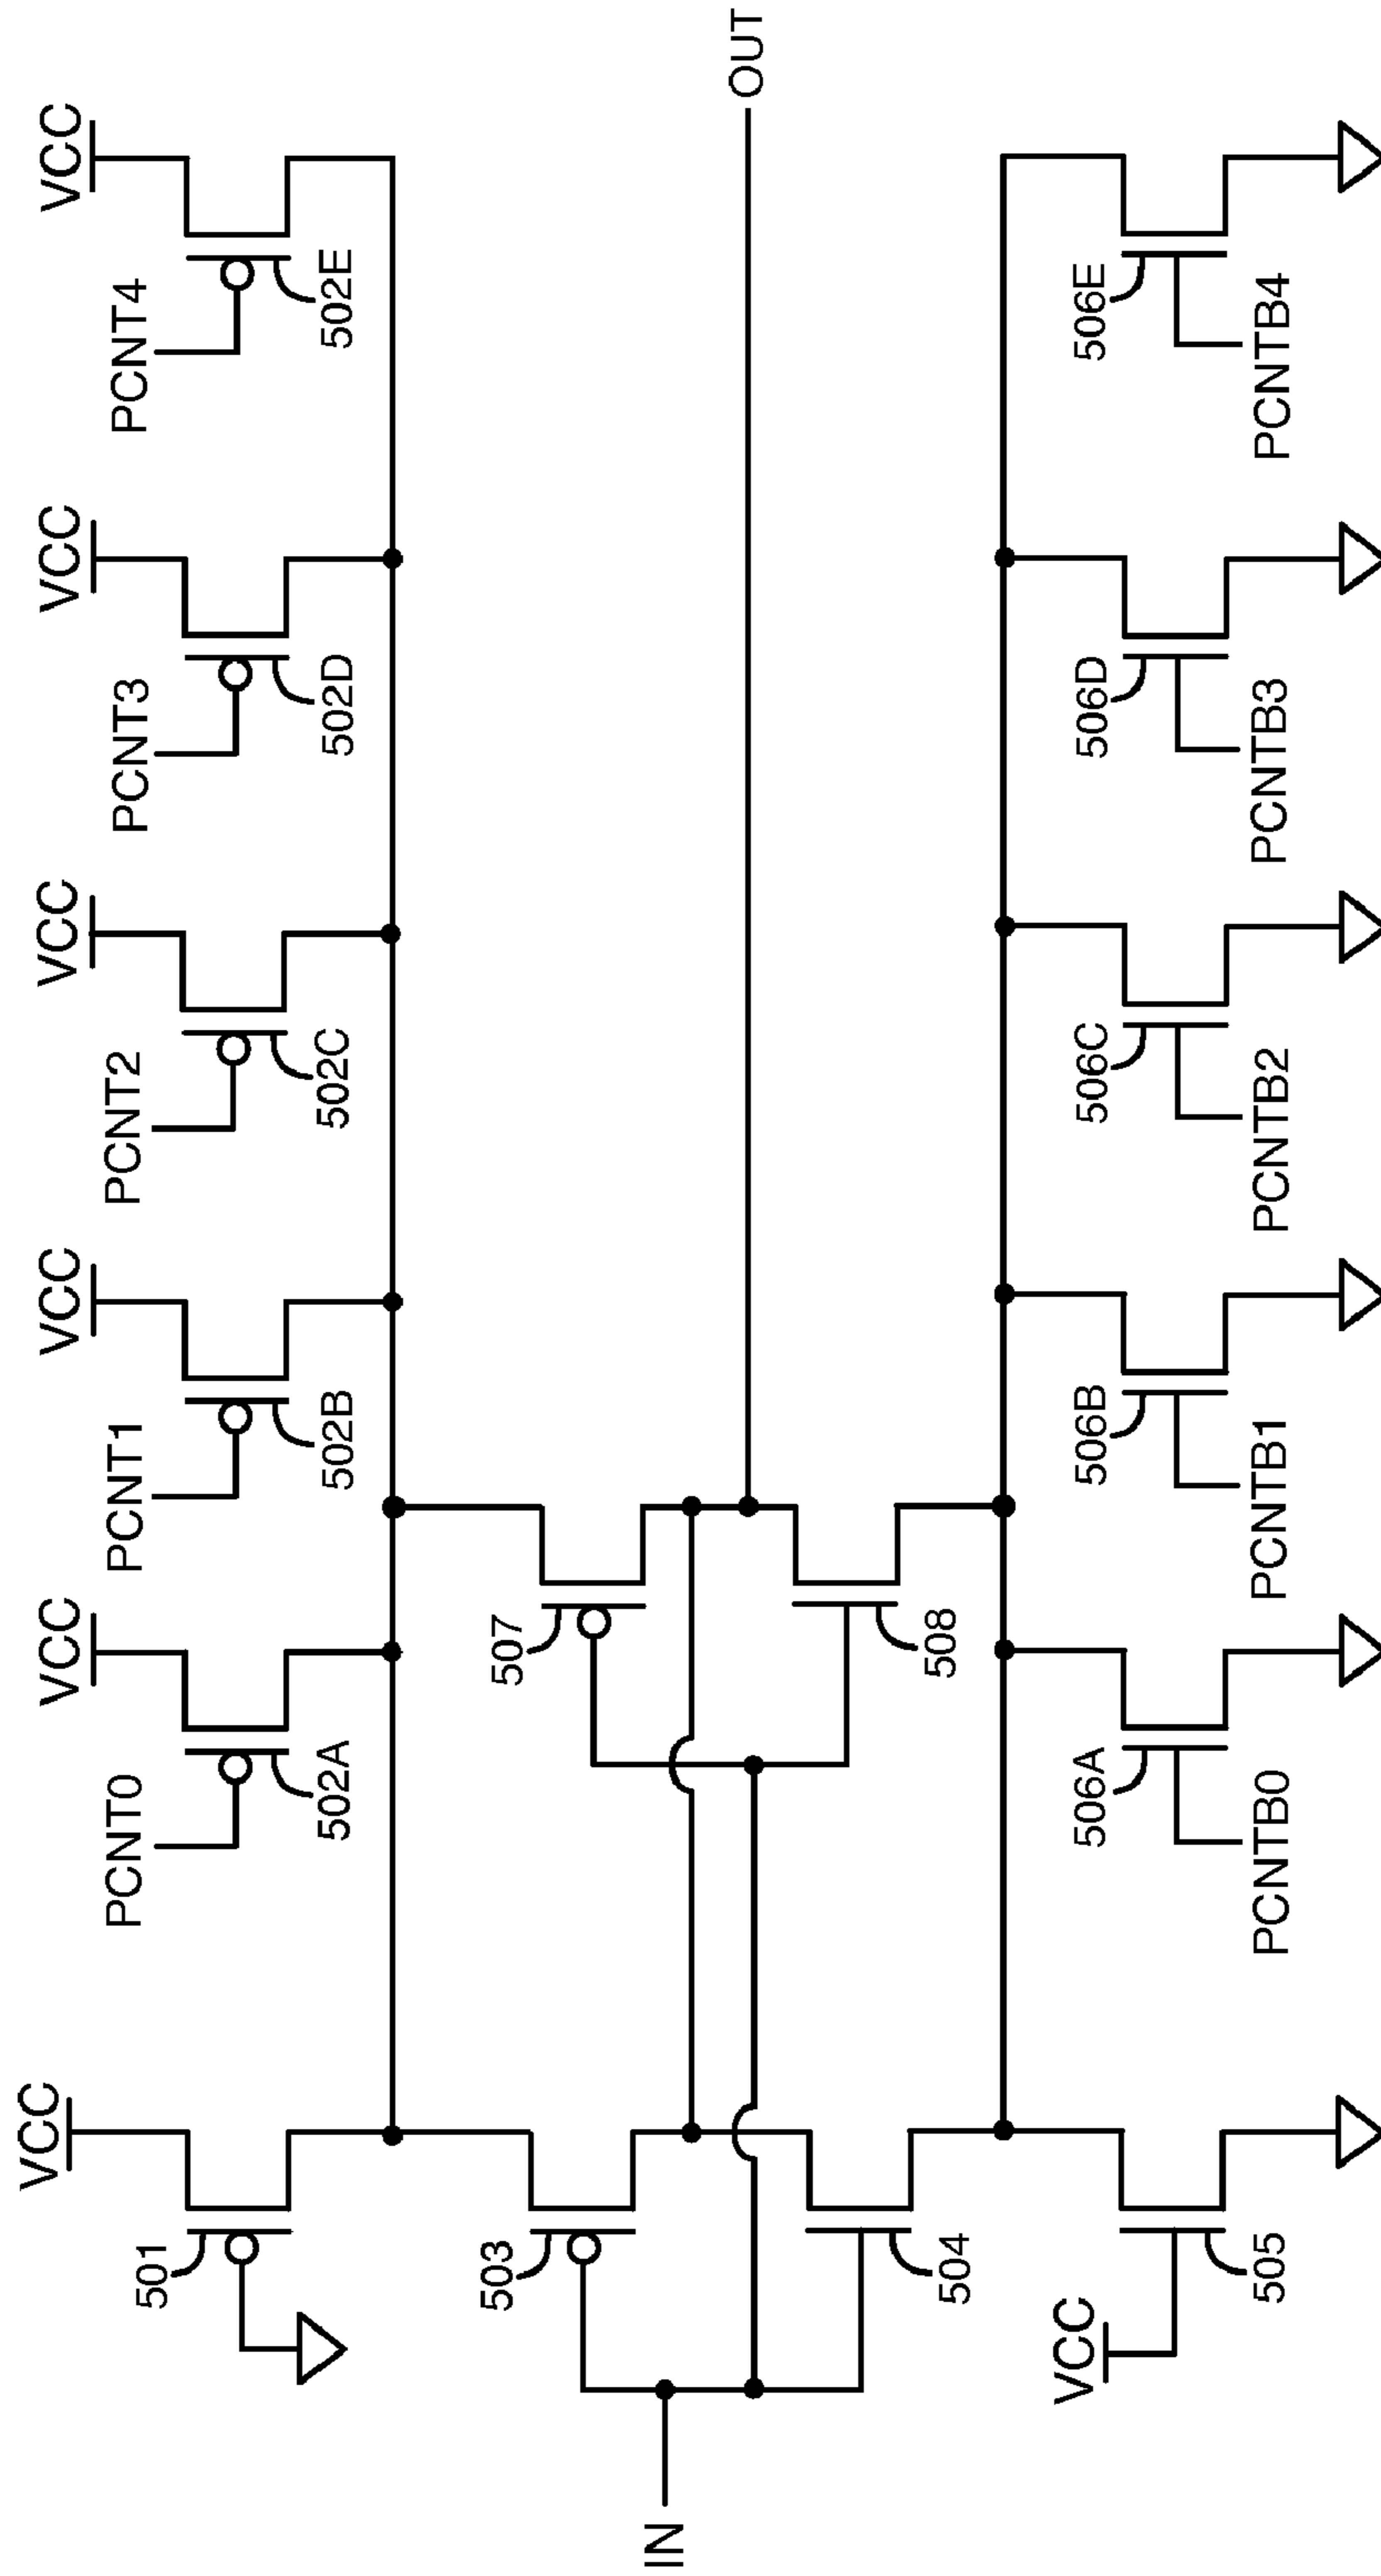 VCC
VCC
VCC
VCC
VCC
VCC
PCNT0
PCNT1
PCNT2
PCNT3
PCNT4
501
502A
502B
502C
502D
502E
503
507
OUT
IN
504
508
VCC
505
506A
506B
506C
506D
506E
PCNTB0
PCNTB1
PCNTB2
PCNTB3
PCNTB4